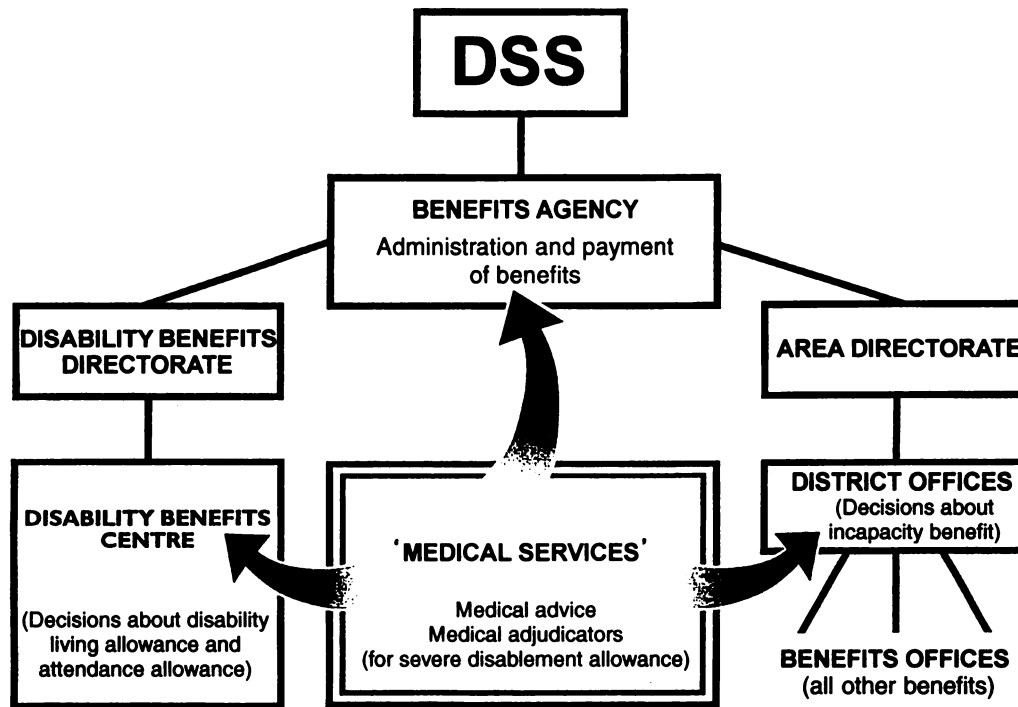 DSS
BENEFITS AGENCY
Administration and payment
of benefits
DISABILITY BENEFITS
DIRECTORATE
AREA DIRECTORATE
DISABILITY BENEFITS
CENTRE
(Decisions about disability
living allowance and
attendance allowance)
'MEDICAL SERVICES'
Medical advice
Medical adjudicators
(for severe disablement allowance)
DISTRICT OFFICES
(Decisions about
incapacity benefit)
BENEFITS OFFICES
(all other benefits)